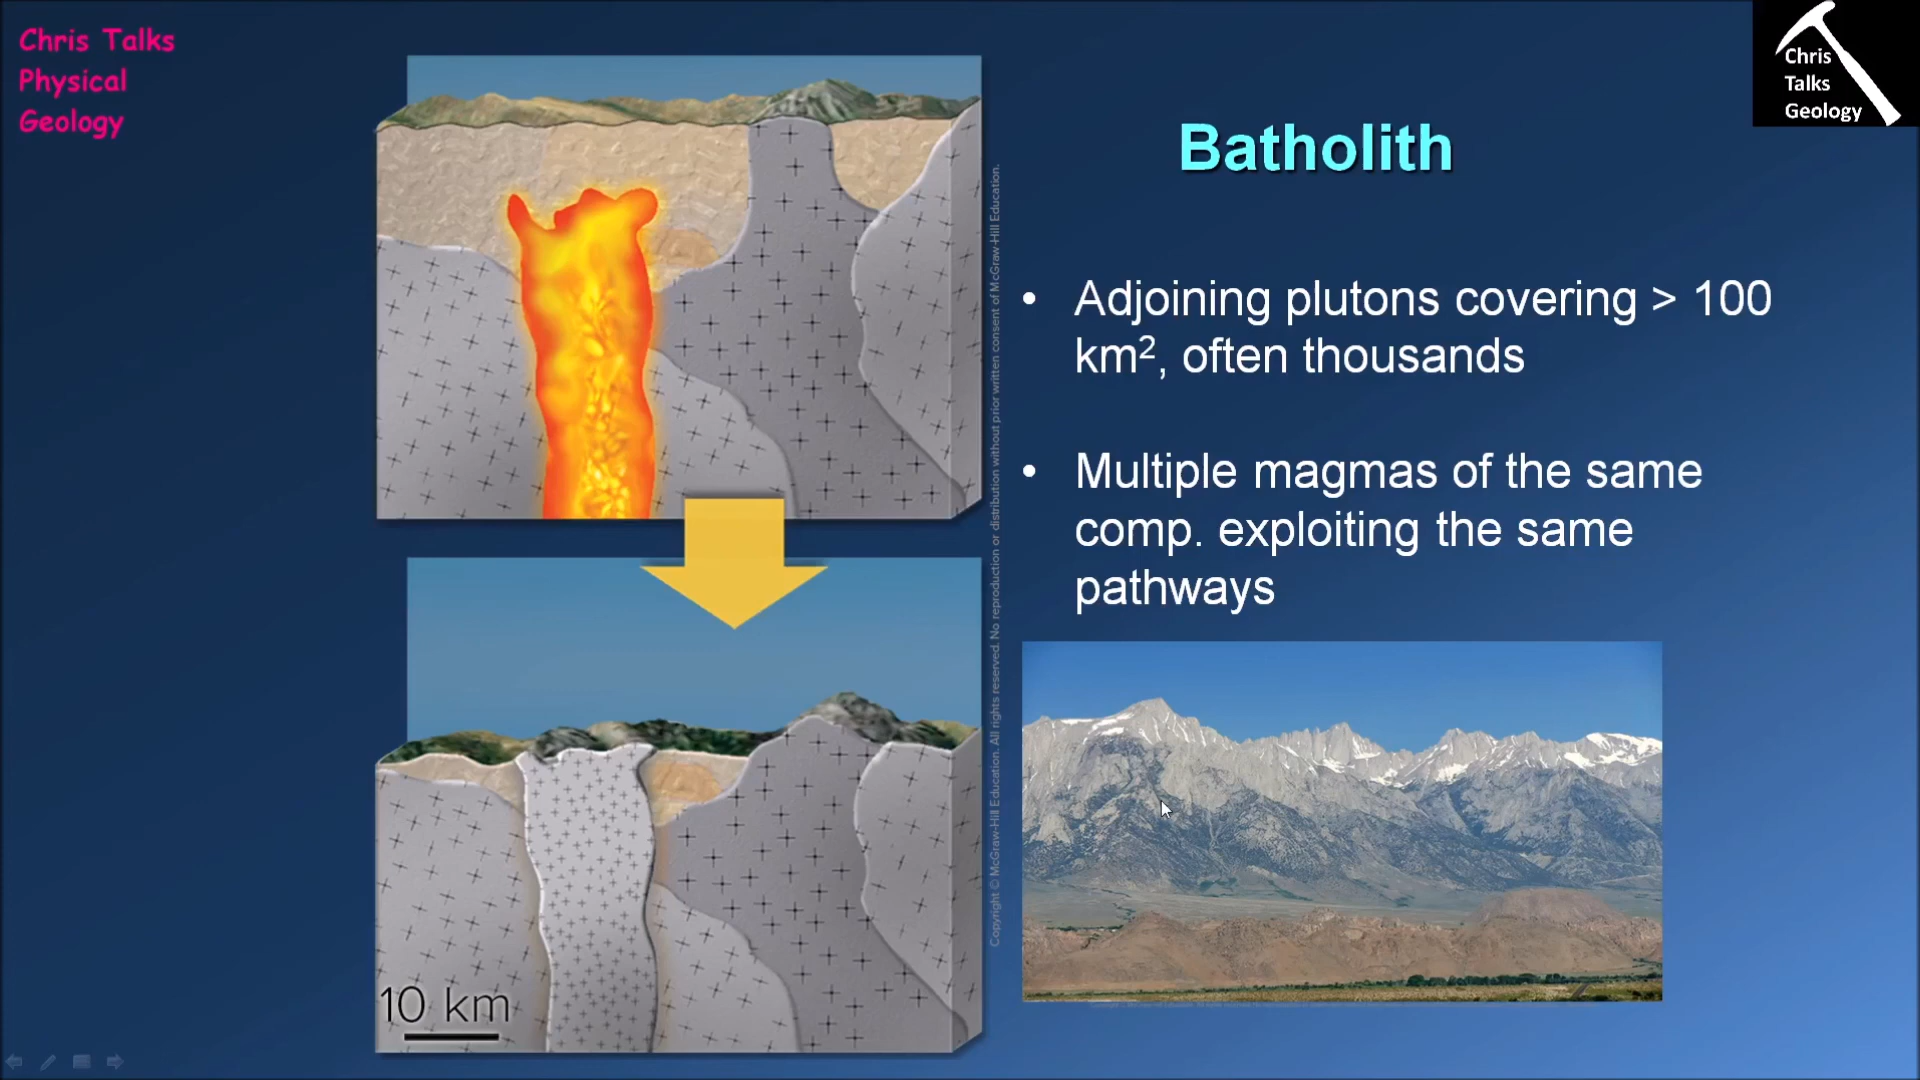 Chris Talks
Physical
Geology
Chris
Talks
Geology
Batholith
• Adjoining plutons covering > 100
km², often thousands
• Multiple magmas of the same
comp. exploiting the same
pathways
10 km
Copyright © McGraw-Hill Education. All rights reserved. No reproduction or distribution without prior written consent of McGraw-Hill Education.